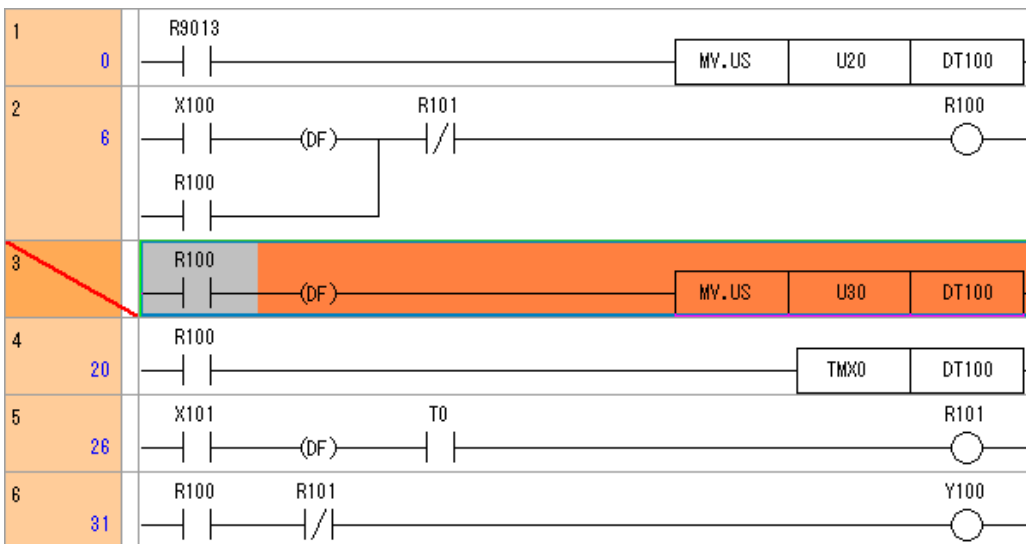 1 R9013
0 MV.US U20 DT100
2 X100 R101 R100
6 (DF)
R100
3 R100
(DF) MV.US U30 DT100
4 R100
20 TMX0 DT100
5 X101 T0 R101
26 (DF)
6 R100 R101 Y100
31